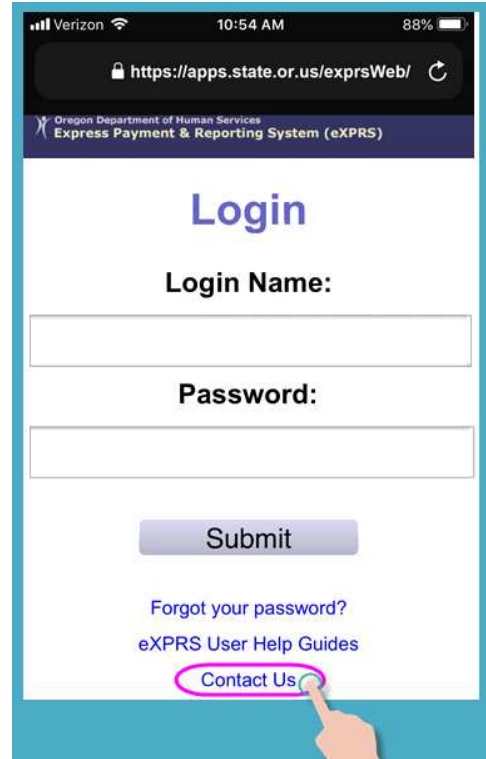 Verizon 10:54 AM 88%
https://apps.state.or.us/exprsWeb/
Oregon Department of Human Services
Express Payment & Reporting System (eXPRS)
Login
Login Name:
Password:
Submit
Forgot your password?
eXPRS User Help Guides
Contact Us